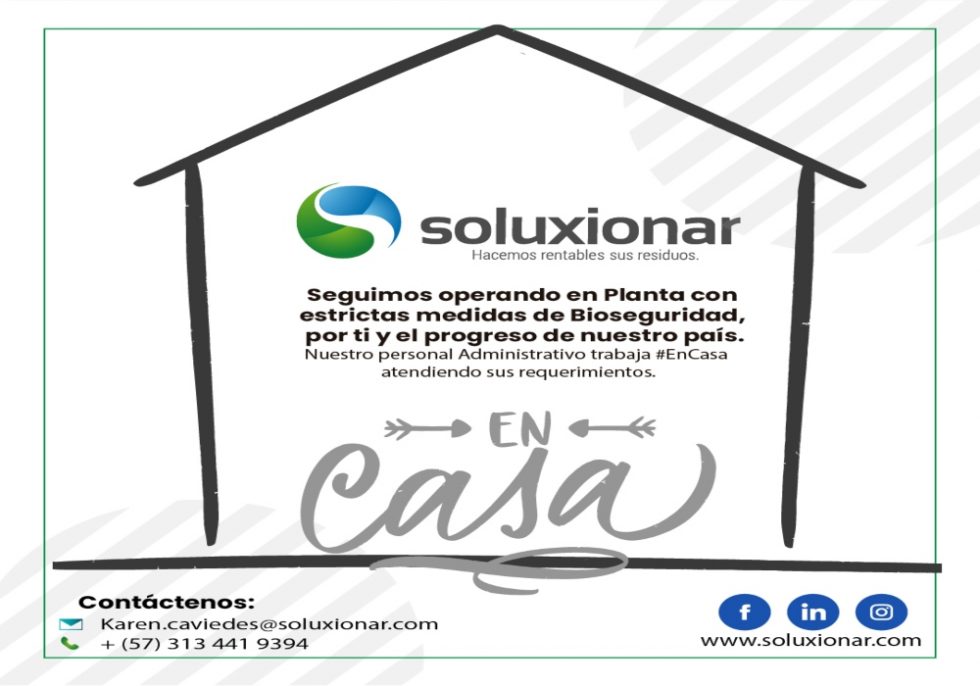 soluxionar
Hacemos rentables sus residuos.
Seguimos operando en Planta con
estrictas medidas de Bioseguridad,
por ti y el progreso de nuestro país.
Nuestro personal Administrativo trabaja #EnCasa
atendiendo sus requerimientos.
EN
Casa
Contáctenos:
Karen.caviedes@soluxionar.com
+ (57) 313 441 9394
f in
www.soluxionar.com